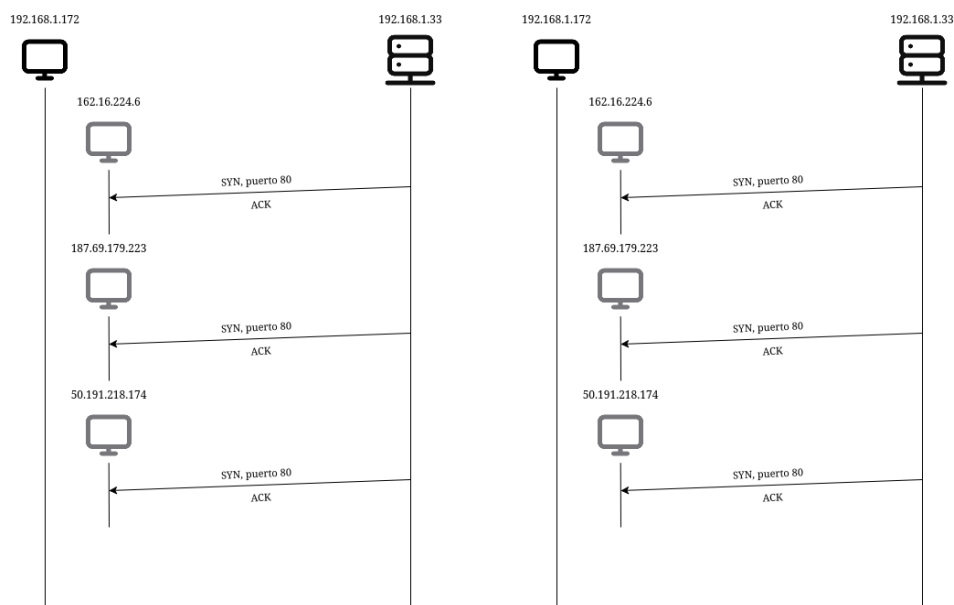 192.168.1.172
192.168.1.33
162.16.224.6
SYN, puerto 80
ACK
187.69.179.223
SYN, puerto 80
ACK
50.191.218.174
SYN, puerto 80
ACK
192.168.1.172
192.168.1.33
162.16.224.6
SYN, puerto 80
ACK
187.69.179.223
SYN, puerto 80
ACK
50.191.218.174
SYN, puerto 80
ACK